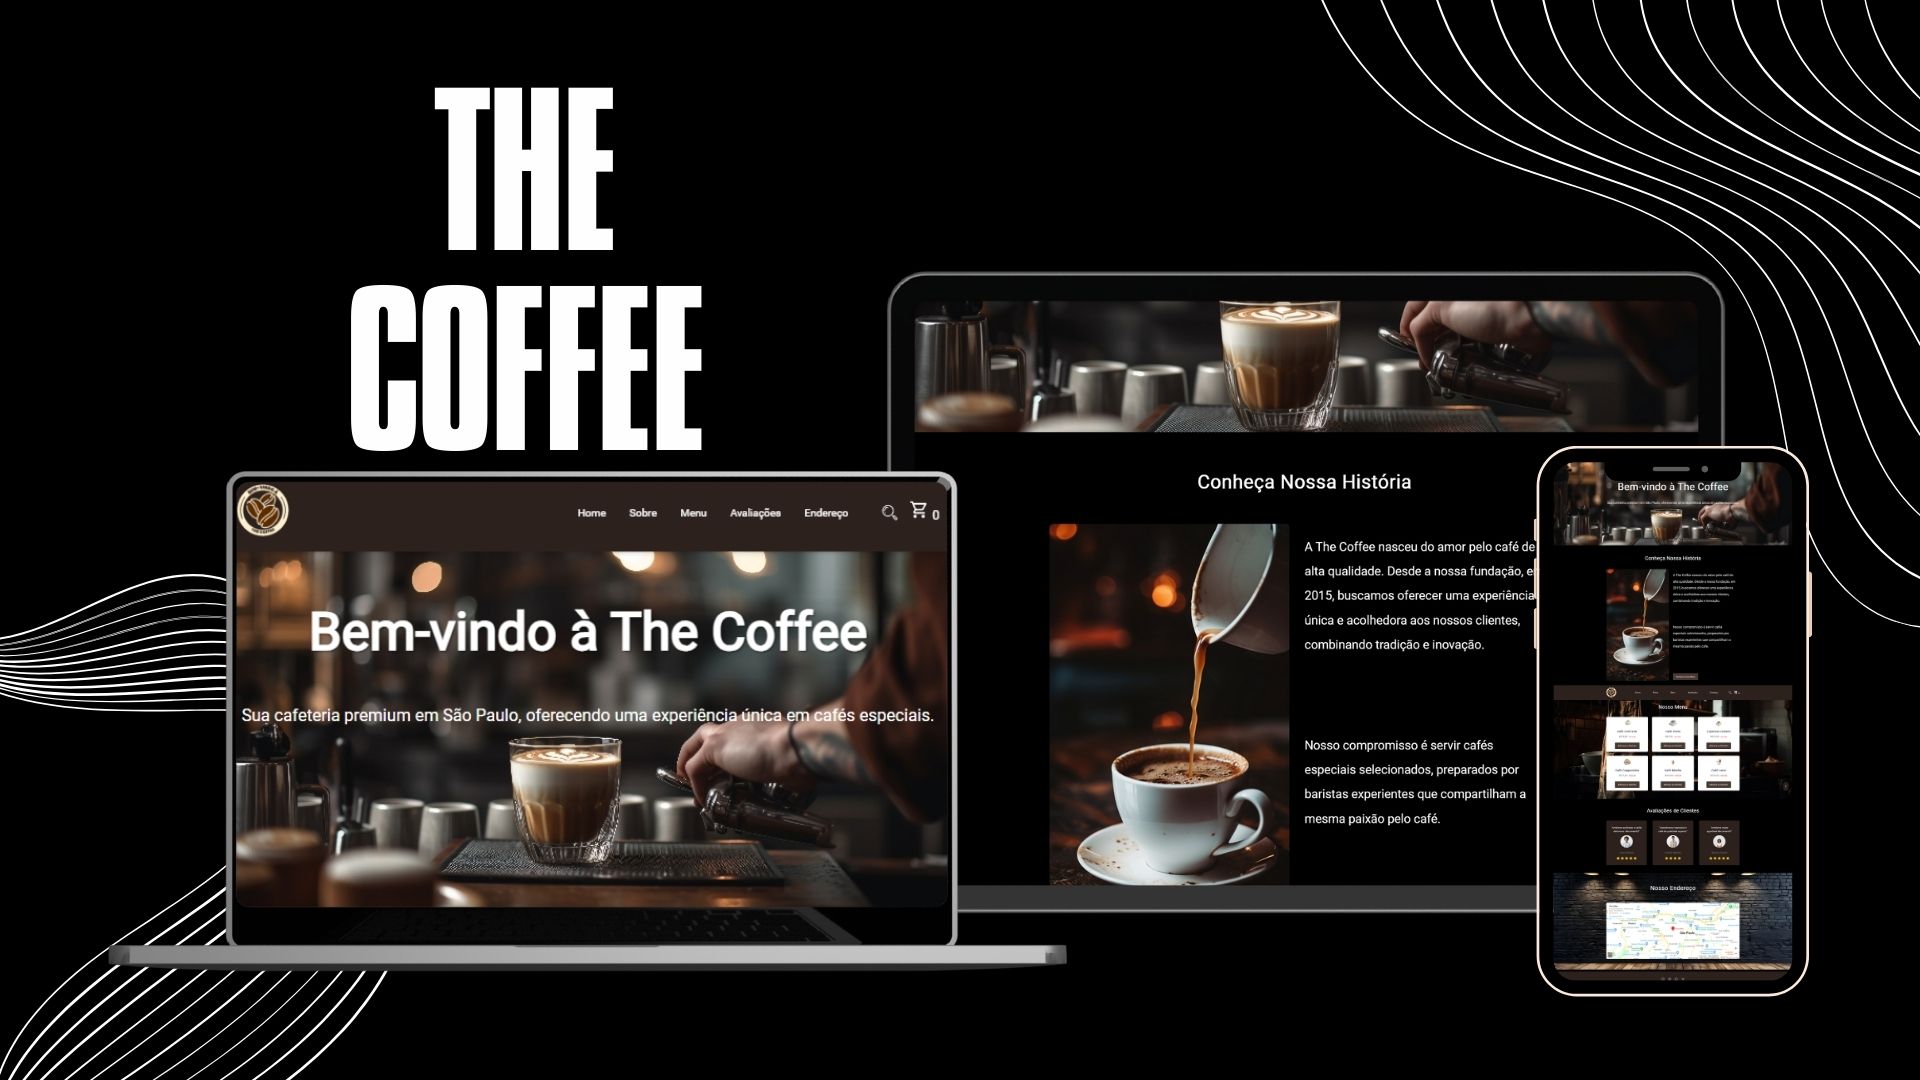 THE
COFFEE
Home Sobre Menu Avaliações Endereço 0
Bem-vindo à The Coffee
Sua cafeteria premium em São Paulo, oferecendo uma experiência única em cafés especiais.
Conheça Nossa História
A The Coffee nasceu do amor pelo café de
alta qualidade. Desde a nossa fundação, e
2015, buscamos oferecer uma experiência
única e acolhedora aos nossos clientes,
combinando tradição e inovação.
Nosso compromisso é servir cafés
especiais selecionados, preparados por
baristas experientes que compartilham a
mesma paixão pelo café.
Bem-vindo à The Coffee
Conheça Nossa História
Nosso Menu
Avaliações de Clientes
Nosso Endereço
São Paulo